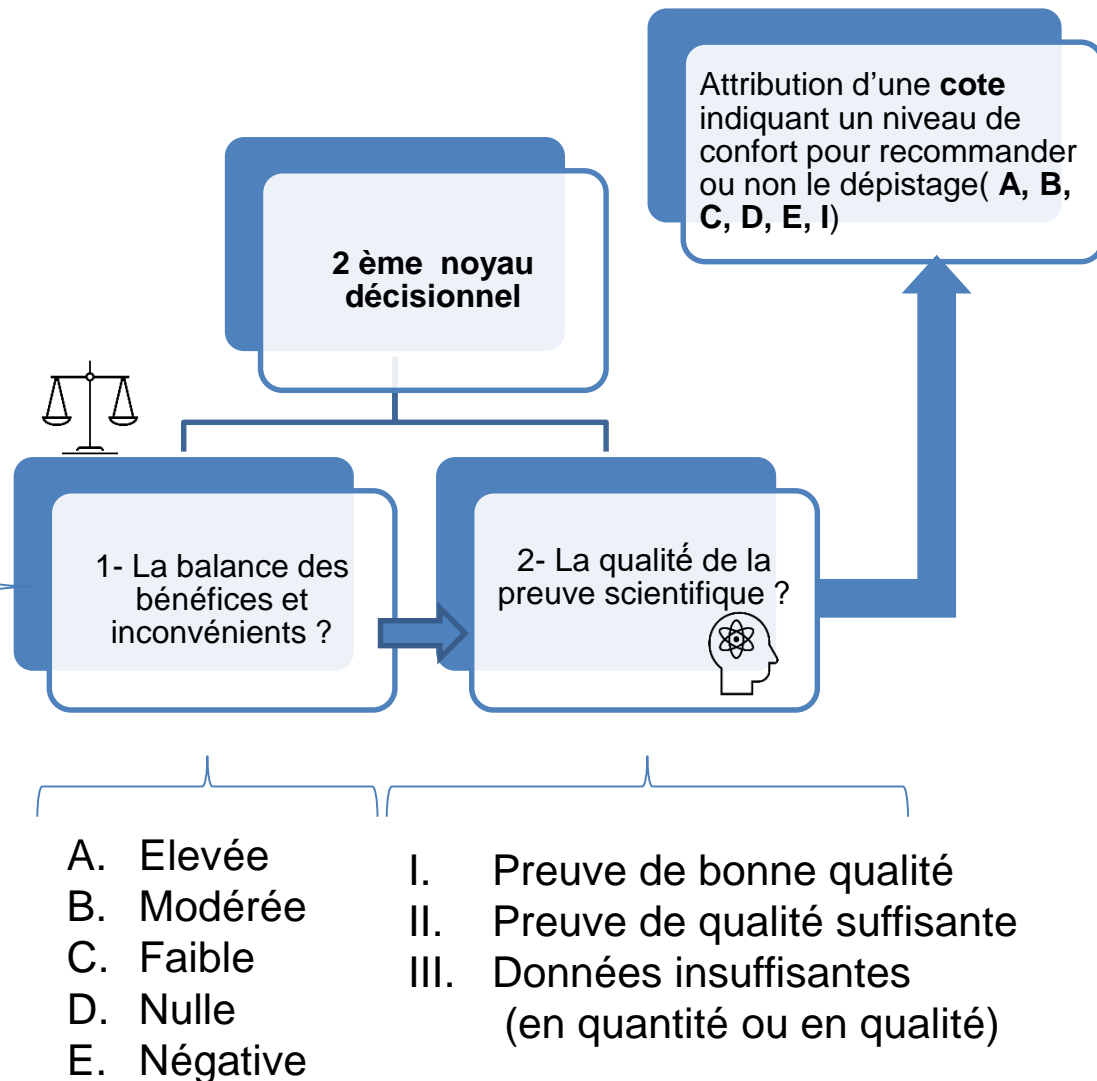 Attribution d’une cote
indiquant un niveau de
confort pour recommander
ou non le dépistage( A, B,
C, D, E, I)
2 ème noyau
décisionnel
1- La balance des
bénéfices et
inconvénients ?
2- La qualité de la
preuve scientifique ?
A. Elevée
B. Modérée
C. Faible
D. Nulle
E. Négative
I. Preuve de bonne qualité
II. Preuve de qualité suffisante
III. Données insuffisantes
(en quantité ou en qualité)